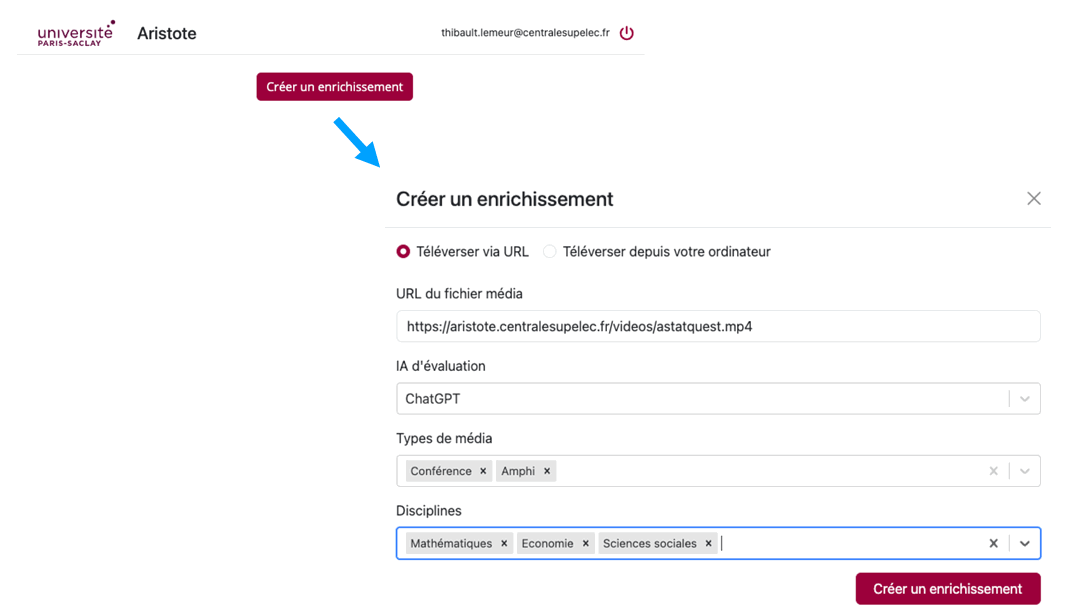 université
PARIS-SACLAY
Aristote
thibault.lemeur@centralesupelec.fr
Créer un enrichissement
Créer un enrichissement
Téléverser via URL Téléverser depuis votre ordinateur
URL du fichier média
https://aristote.centralesupelec.fr/videos/astatquest.mp4
IA d'évaluation
ChatGPT
Types de média
Conférence × Amphi ×
Disciplines
Mathématiques × Economie × Sciences sociales ×
Créer un enrichissement